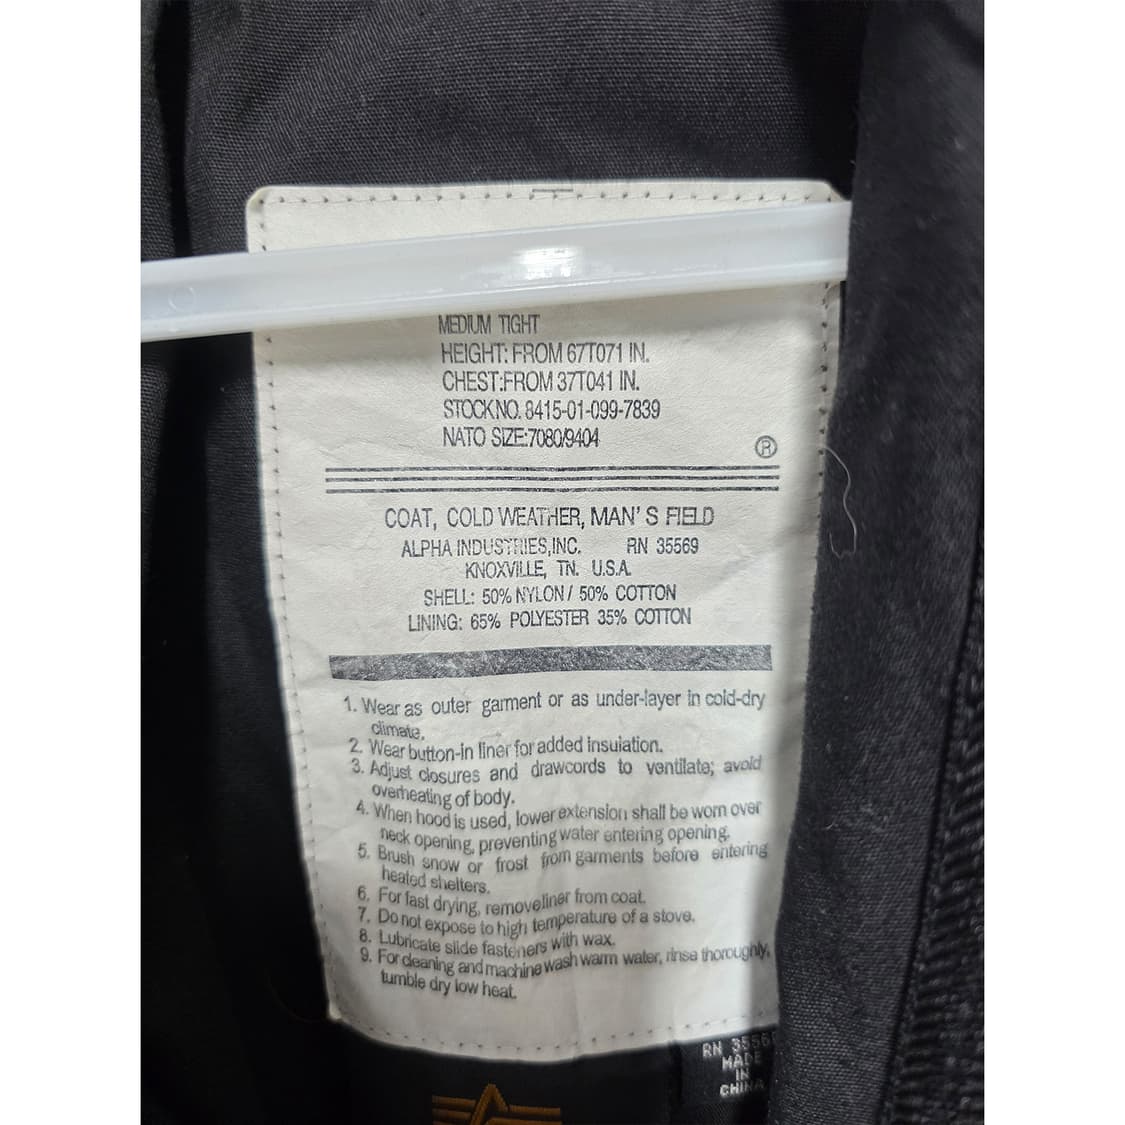 MEDIUM TIGHT
HEIGHT: FROM 67T071 IN.
CHEST:FROM 37T041 IN.
STOCK NO. 8415-01-099-7839
NATO SIZE:7080/9404
®
COAT, COLD WEATHER, MAN' S FIELD
ALPHA INDUSTRIES,INC. RN 35569
KNOXVILLE, TN. U.S.A.
SHELL: 50% NYLON / 50% COTTON
LINING: 65% POLYESTER 35% COTTON
1. Wear as outer garment or as under-layer in cold-dry
climate,
2. Wear button-in liner for added insulation.
3. Adjust closures and drawcords to ventilate; avoid
overheating of body.
4. When hood is used, lower extension shall be worn over
neck opening, preventing water entering opening.
5. Brush snow or frost from garments before entering
heated shelters.
6. For fast drying, remove liner from coat.
7. Do not expose to high temperature of a stove.
8. Lubricate slide fasteners with wax.
9. For cleaning and machine wash warm water, rinse thoroughly,
tumble dry low heat.
RN 3556
MADE
IN
CHINA